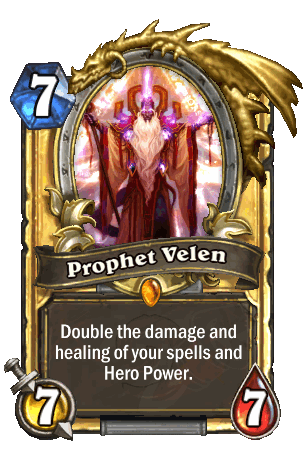 7
Prophet Velen
Double the damage and
healing of your spells and
Hero Power.
7
7